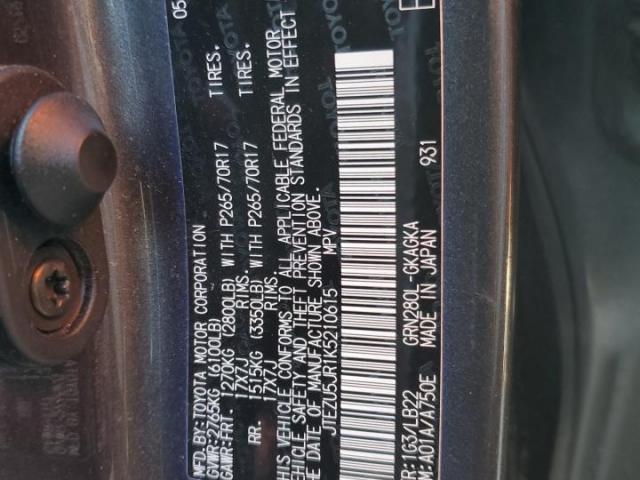 05
MFD.BY:TOYOTA MOTOR CORPORATION
GVWR:2765KG (6100LB)
GAWR-FRT. 1270KG (2800LB) WITH P265/70R17 TIRES.
17X7J RIMS.
RR. 1515KG (3350LB) WITH P265/70R17 TIRES.
17X7J RIMS.
THIS VEHICLE CONFORMS TO ALL APPLICABLE FEDERAL MOTOR
VEHICLE SAFETY AND THEFT PREVENTION STANDARDS IN EFFECT
OF MANUFACTURE SHOWN ABOVE.
JTEZU5JR1K5210615 MPV
TOYOTA
R:1G3/LB22 GRN280L-GKAGKA 931
M:A01A/A750E MADE IN JAPAN